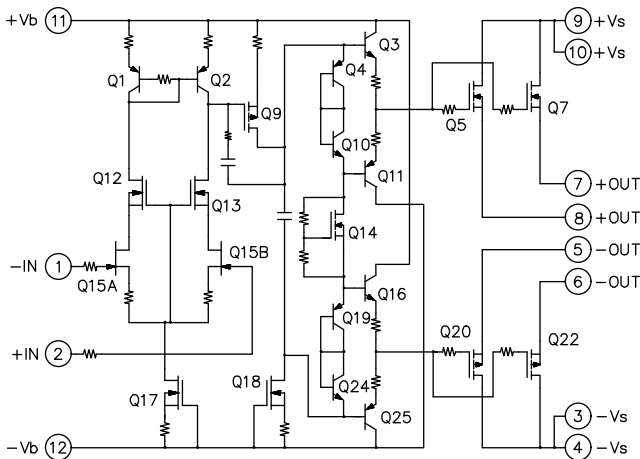 +Vb 11
9 +Vs
10 +Vs
Q1
Q2
Q3
Q4
Q9
Q5
Q7
Q10
Q11
Q12
Q13
7 +OUT
8 +OUT
Q14
5 -OUT
-IN 1
Q15A
Q15B
Q16
6 -OUT
Q19
Q20
Q22
+IN 2
Q17
Q18
Q24
Q25
3 -Vs
-Vb 12
4 -Vs